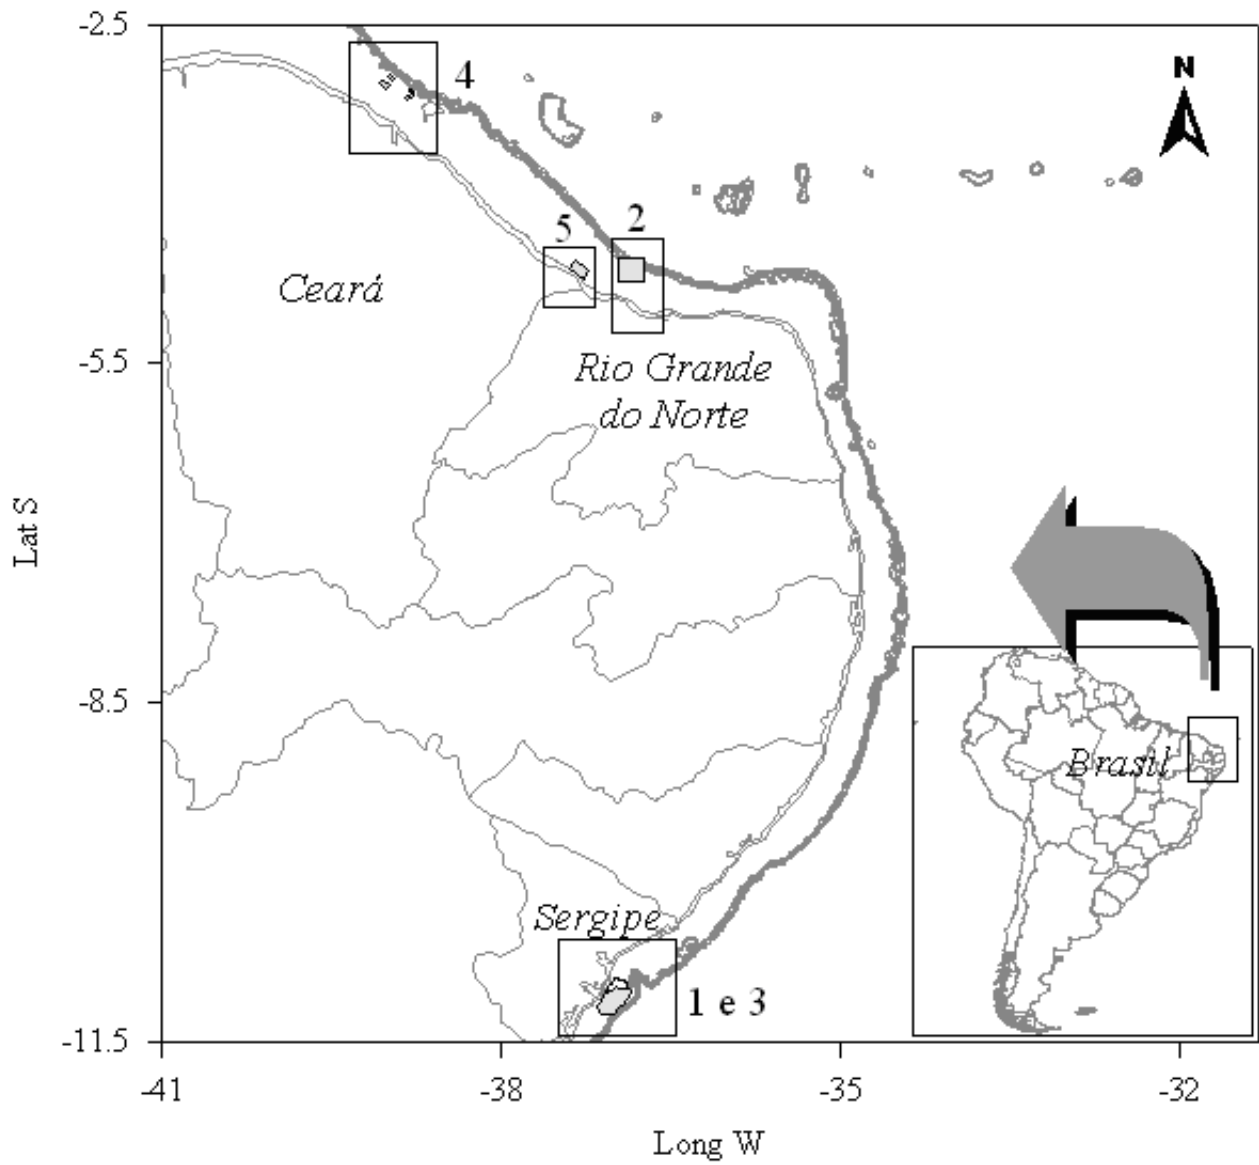 -2.5
N
4
5
2
Ceará
-5.5
Rio Grande
do Norte
Lat S
-8.5
Brasil
Sergipe
1 e 3
-11.5
-41
-38
-35
-32
Long W